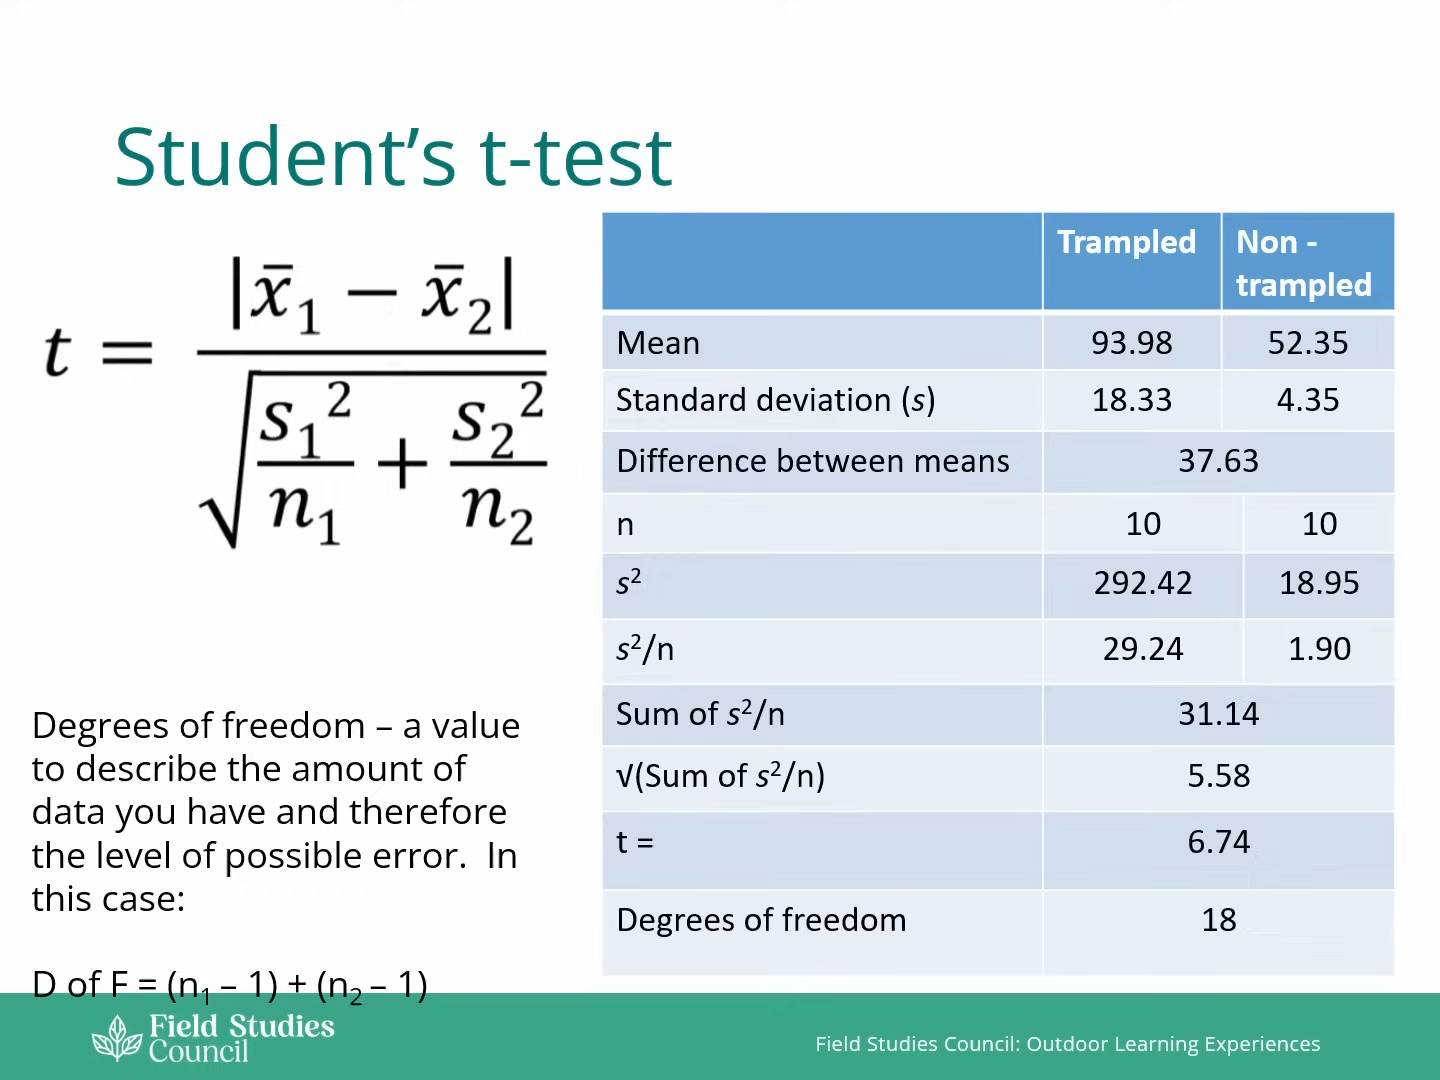 Student’s t-test
t = |x̄₁ − x̄₂| / √(s₁²/n₁ + s₂²/n₂)
Trampled Non -
trampled
Mean 93.98 52.35
Standard deviation (s) 18.33 4.35
Difference between means 37.63
n 10 10
s² 292.42 18.95
s²/n 29.24 1.90
Sum of s²/n 31.14
√(Sum of s²/n) 5.58
t = 6.74
Degrees of freedom 18
Degrees of freedom – a value
to describe the amount of
data you have and therefore
the level of possible error. In
this case:
D of F = (n₁ – 1) + (n₂ – 1)
Field Studies
Council
Field Studies Council: Outdoor Learning Experiences